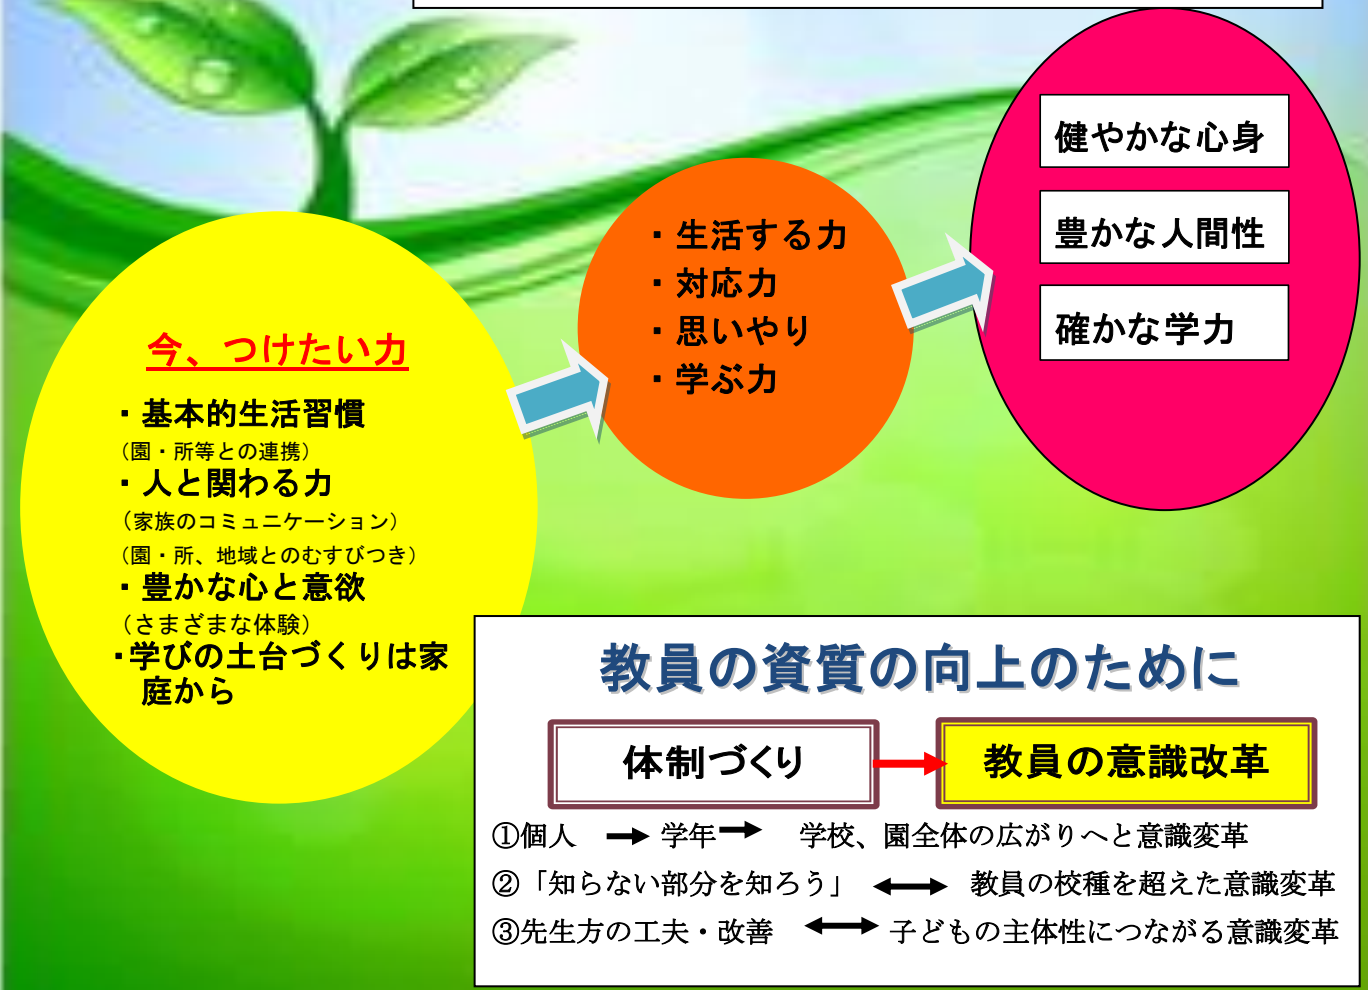 今、つけたい力
・基本的生活習慣
（園・所等との連携）
・人と関わる力
（家族のコミュニケーション）
（園・所、地域とのむすびつき）
・豊かな心と意欲
（さまざまな体験）
・学びの土台づくりは家
庭から
・生活する力
・対応力
・思いやり
・学ぶ力
健やかな心身
豊かな人間性
確かな学力
教員の資質の向上のために
体制づくり
教員の意識改革
①個人 → 学年 → 学校、園全体の広がりへと意識変革
②「知らない部分を知ろう」 ↔ 教員の校種を超えた意識変革
③先生方の工夫・改善 ↔ 子どもの主体性につながる意識変革